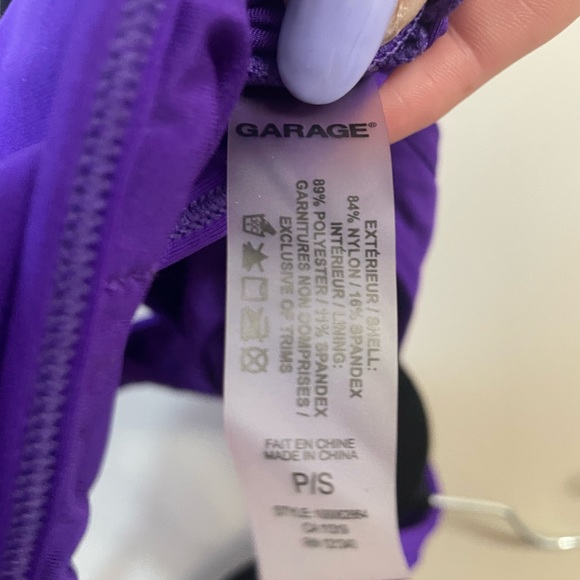 GARAGE®
EXTÉRIEUR / SHELL:
84% NYLON / 16% SPANDEX
INTÉRIEUR / LINING:
89% POLYESTER / 11% SPANDEX
GARNITURES NON COMPRISES /
EXCLUSIVE OF TRIMS
FAIT EN CHINE
MADE IN CHINA
P/S
STYLE: